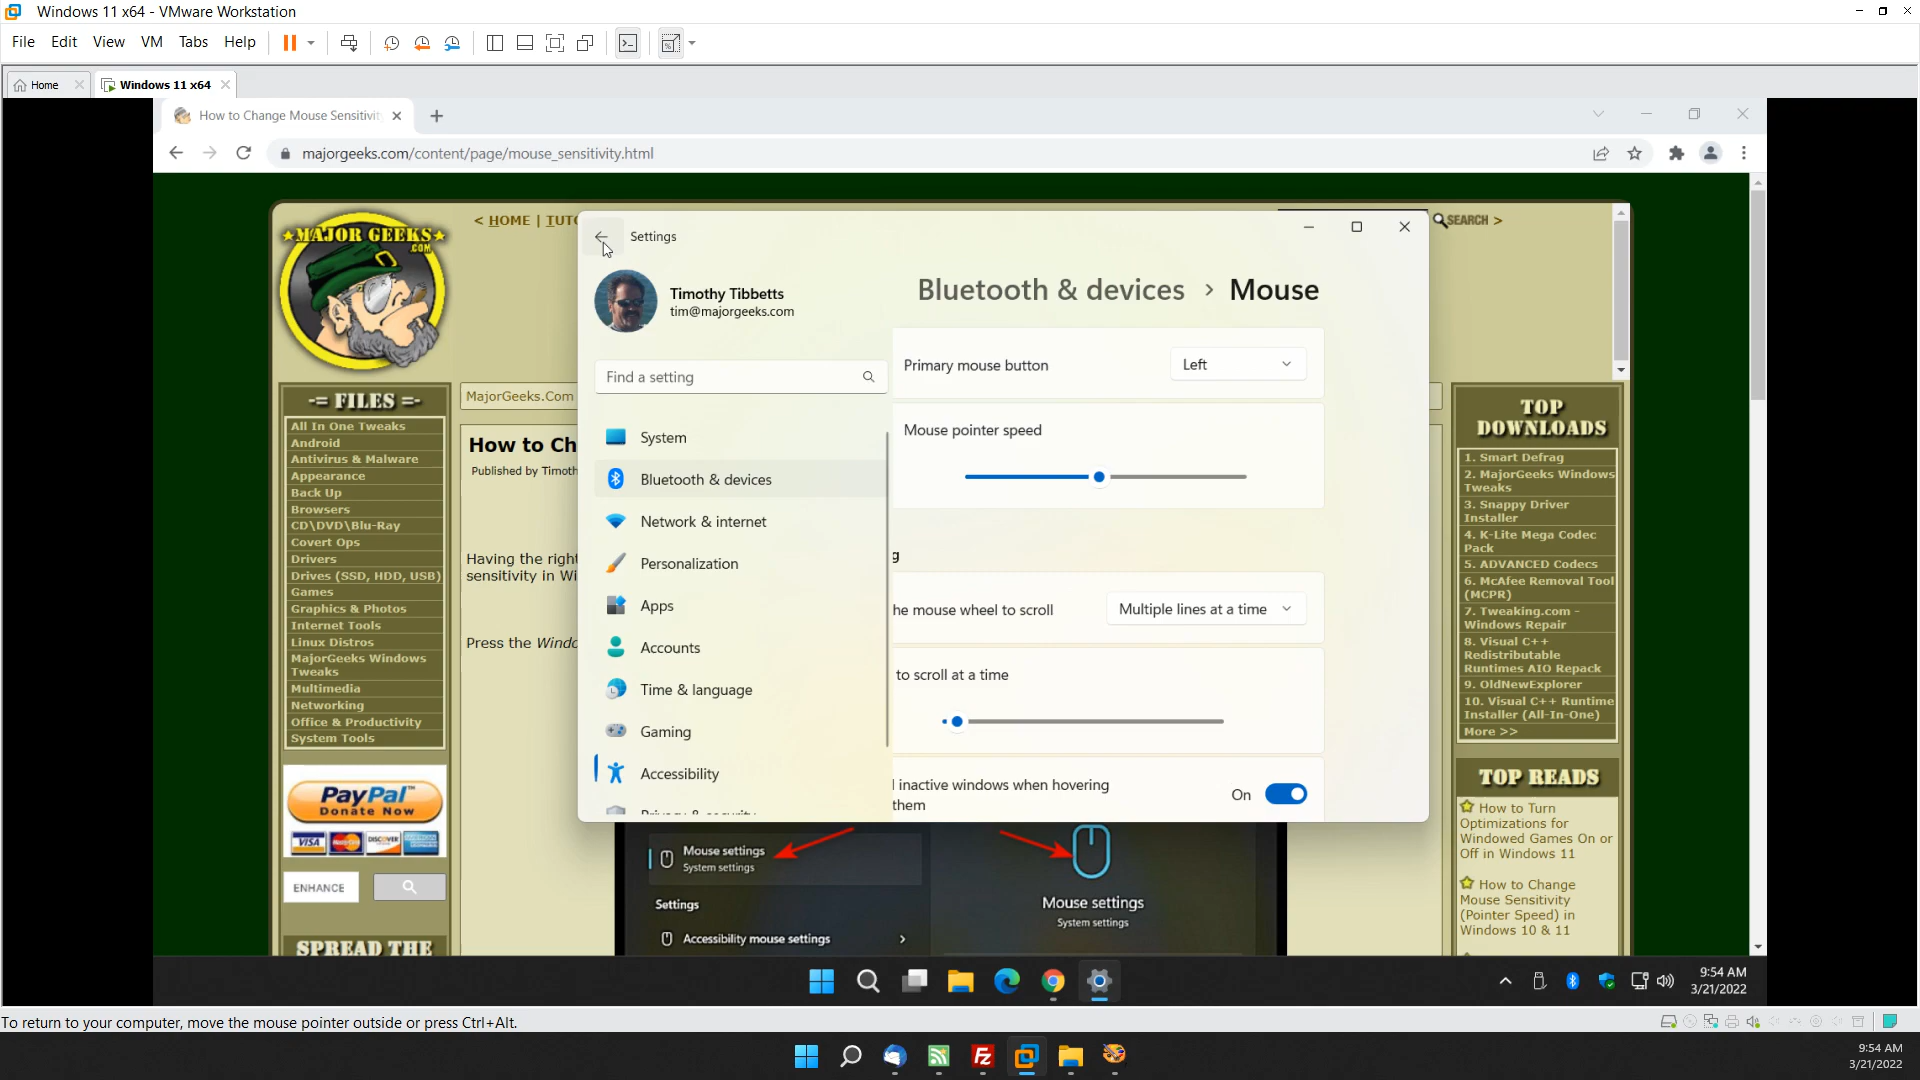 Windows 11 x64 - VMware Workstation
File Edit View VM Tabs Help
Home
Windows 11 x64
How to Change Mouse Sensitivi
majorgeeks.com/content/page/mouse_sensitivity.html
MAJOR GEEKS
.COM
< HOME | TUTO
SEARCH >
-= FILES =-
All In One Tweaks
Android
Antivirus & Malware
Appearance
Back Up
Browsers
CD\DVD\Blu-Ray
Covert Ops
Drivers
Drives (SSD, HDD, USB)
Games
Graphics & Photos
Internet Tools
Linux Distros
MajorGeeks Windows
Tweaks
Multimedia
Networking
Office & Productivity
System Tools
PayPal
Donate Now
VISA MasterCard DISCOVER
ENHANCE
SPREAD THE
MajorGeeks.Com
How to Ch
Published by Timoth
Having the right
sensitivity in Wi
Press the Windo
Settings
Timothy Tibbetts
tim@majorgeeks.com
Find a setting
System
Bluetooth & devices
Network & internet
Personalization
Apps
Accounts
Time & language
Gaming
Accessibility
Privacy & security
Bluetooth & devices > Mouse
Primary mouse button
Left
Mouse pointer speed
g
he mouse wheel to scroll
Multiple lines at a time
to scroll at a time
l inactive windows when hovering
them
On
Mouse settings
System settings
Settings
Accessibility mouse settings
Mouse settings
System settings
TOP
DOWNLOADS
1. Smart Defrag
2. MajorGeeks Windows
Tweaks
3. Snappy Driver
Installer
4. K-Lite Mega Codec
Pack
5. ADVANCED Codecs
6. McAfee Removal Tool
(MCPR)
7. Tweaking.com -
Windows Repair
8. Visual C++
Redistributable
Runtimes AIO Repack
9. OldNewExplorer
10. Visual C++ Runtime
Installer (All-In-One)
More >>
TOP READS
How to Turn
Optimizations for
Windowed Games On or
Off in Windows 11
How to Change
Mouse Sensitivity
(Pointer Speed) in
Windows 10 & 11
9:54 AM
3/21/2022
To return to your computer, move the mouse pointer outside or press Ctrl+Alt.
9:54 AM
3/21/2022